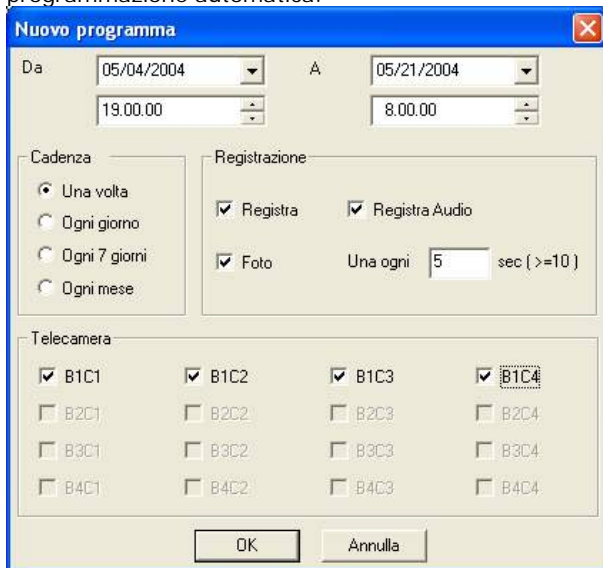 programmazione automatica.
Nuovo programma
Da 05/04/2004 A 05/21/2004
19.00.00 8.00.00
Cadenza
Una volta
Ogni giorno
Ogni 7 giorni
Ogni mese
Registrazione
Registra Registra Audio
Foto Una ogni 5 sec ( >=10 )
Telecamera
B1C1 B1C2 B1C3 B1C4
B2C1 B2C2 B2C3 B2C4
B3C1 B3C2 B3C3 B3C4
B4C1 B4C2 B4C3 B4C4
OK Annulla